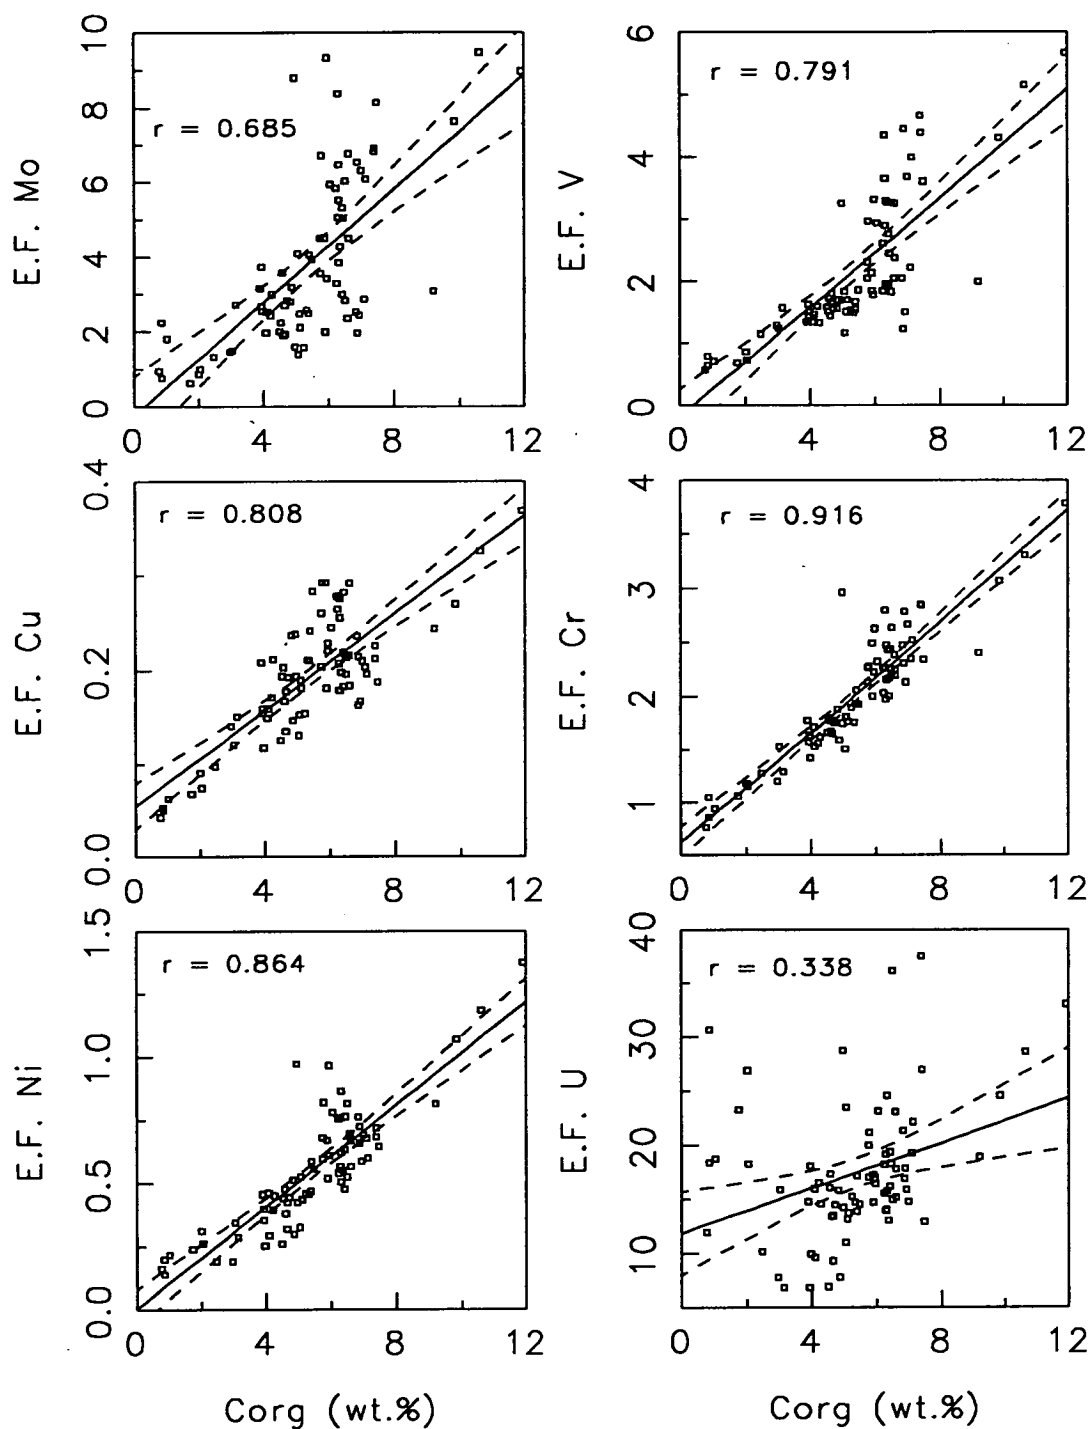 10
8
6
4
2
0
E.F. Mo
r = 0.685
0 4 8 12
6
4
2
0
E.F. V
r = 0.791
0 4 8 12
0.4
0.2
0.0
E.F. Cu
r = 0.808
0 4 8 12
4
3
2
1
E.F. Cr
r = 0.916
0 4 8 12
1.5
1.0
0.5
0.0
E.F. Ni
r = 0.864
0 4 8 12
Corg (wt.%)
40
30
20
10
E.F. U
r = 0.338
0 4 8 12
Corg (wt.%)